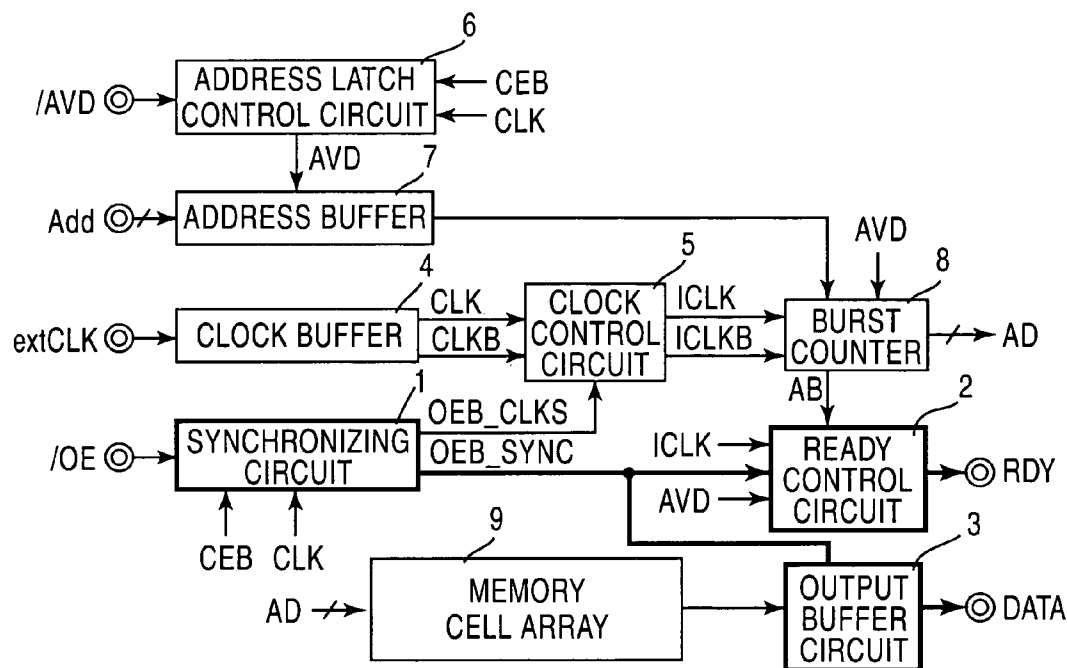 6
/AVD
ADDRESS LATCH
CONTROL CIRCUIT
CEB
CLK
AVD
7
Add
ADDRESS BUFFER
AVD
8
4
5
extCLK
CLOCK BUFFER
CLK
CLKB
CLOCK
CONTROL
CIRCUIT
ICLK
ICLKB
BURST
COUNTER
AD
AB
1
/OE
SYNCHRONIZING
CIRCUIT
OEB_CLKS
OEB_SYNC
CEB
CLK
2
ICLK
AVD
READY
CONTROL
CIRCUIT
RDY
9
AD
MEMORY
CELL ARRAY
3
OUTPUT
BUFFER
CIRCUIT
DATA